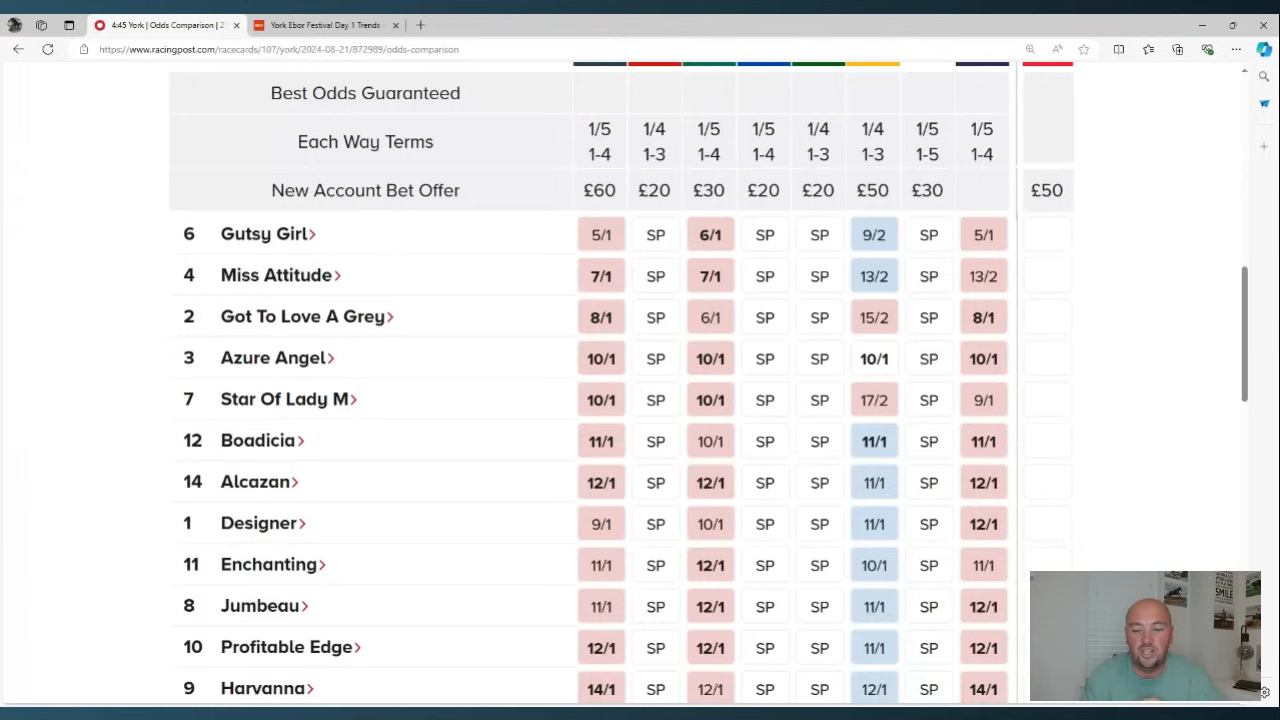 4:45 York | Odds Comparison | 2
York Ebor Festival Day 1 Trends
https://www.racingpost.com/racecards/107/york/2024-08-21/872989/odds-comparison
Best Odds Guaranteed
Each Way Terms 1/5 1/4 1/5 1/5 1/4 1/4 1/5 1/5
1-4 1-3 1-4 1-4 1-3 1-3 1-5 1-4
New Account Bet Offer £60 £20 £30 £20 £20 £50 £30 £50
6 Gutsy Girl 5/1 SP 6/1 SP SP 9/2 SP 5/1
4 Miss Attitude 7/1 SP 7/1 SP SP 13/2 SP 13/2
2 Got To Love A Grey 8/1 SP 6/1 SP SP 15/2 SP 8/1
3 Azure Angel 10/1 SP 10/1 SP SP 10/1 SP 10/1
7 Star Of Lady M 10/1 SP 10/1 SP SP 17/2 SP 9/1
12 Boadicia 11/1 SP 10/1 SP SP 11/1 SP 11/1
14 Alcazan 12/1 SP 12/1 SP SP 11/1 SP 12/1
1 Designer 9/1 SP 10/1 SP SP 11/1 SP 12/1
11 Enchanting 11/1 SP 12/1 SP SP 10/1 SP 11/1
8 Jumbeau 11/1 SP 12/1 SP SP 11/1 SP 12/1
10 Profitable Edge 12/1 SP 12/1 SP SP 11/1 SP 12/1
9 Harvanna 14/1 SP 12/1 SP SP 12/1 SP 14/1
SMILE